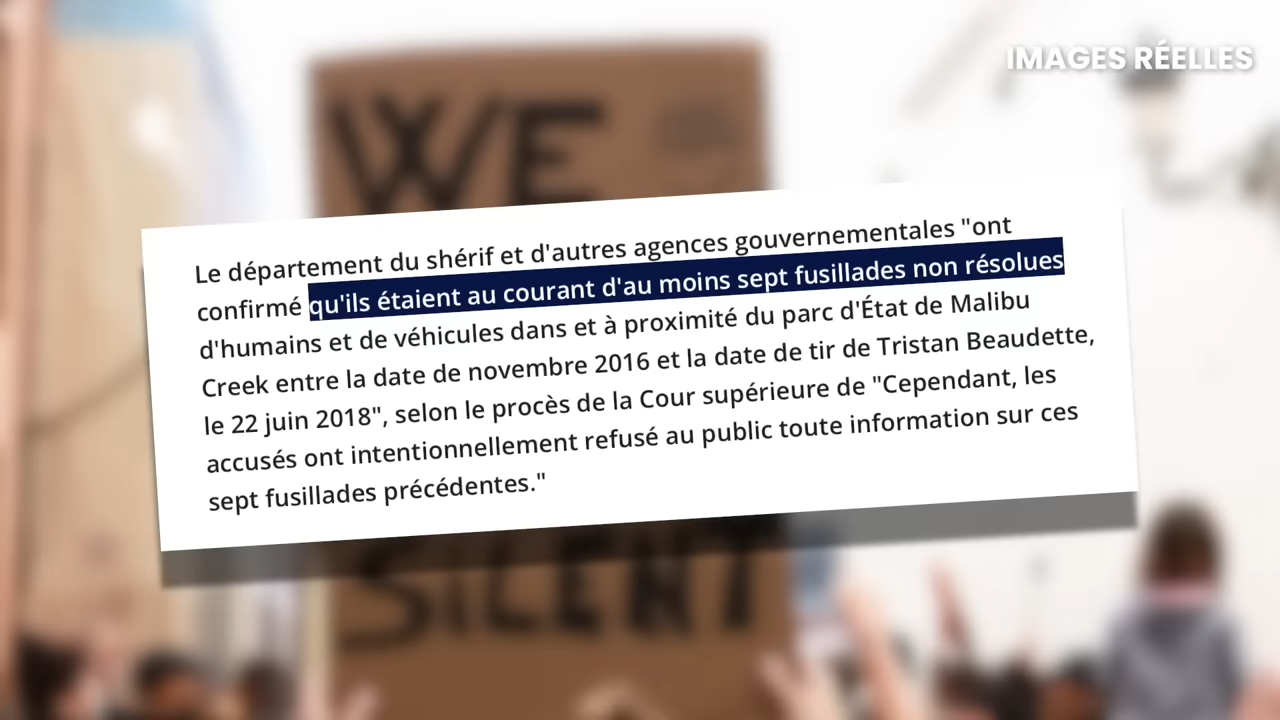 IMAGES RÉELLES
WE
Le département du shérif et d'autres agences gouvernementales "ont
confirmé qu'ils étaient au courant d'au moins sept fusillades non résolues
d'humains et de véhicules dans et à proximité du parc d'État de Malibu
Creek entre la date de novembre 2016 et la date de tir de Tristan Beaudette,
le 22 juin 2018", selon le procès de la Cour supérieure de "Cependant, les
accusés ont intentionnellement refusé au public toute information sur ces
sept fusillades précédentes."
SILENT